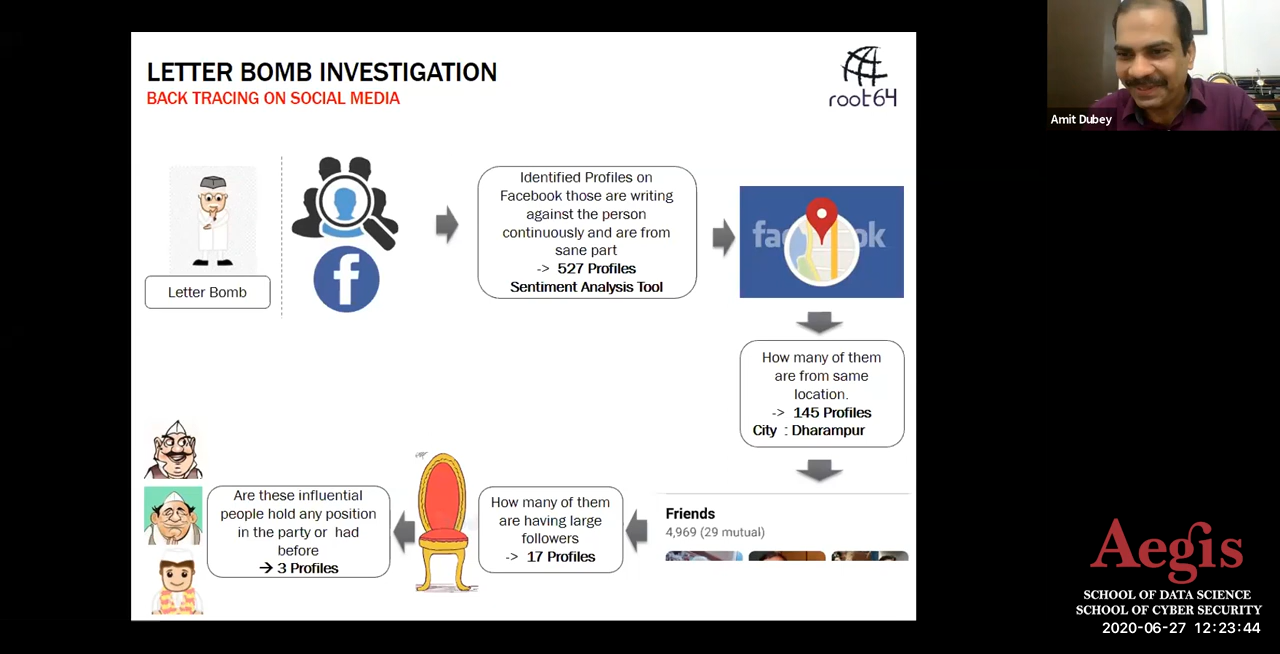 LETTER BOMB INVESTIGATION
BACK TRACING ON SOCIAL MEDIA
root64
Amit Dubey
Letter Bomb
f
Identified Profiles on
Facebook those are writing
against the person
continuously and are from
sane part
-> 527 Profiles
Sentiment Analysis Tool
fac ok
How many of them
are from same
location.
-> 145 Profiles
City : Dharampur
Friends
4,969 (29 mutual)
How many of them
are having large
followers
-> 17 Profiles
Are these influential
people hold any position
in the party or had
before
→ 3 Profiles
Aegis
SCHOOL OF DATA SCIENCE
SCHOOL OF CYBER SECURITY
2020-06-27 12:23:44